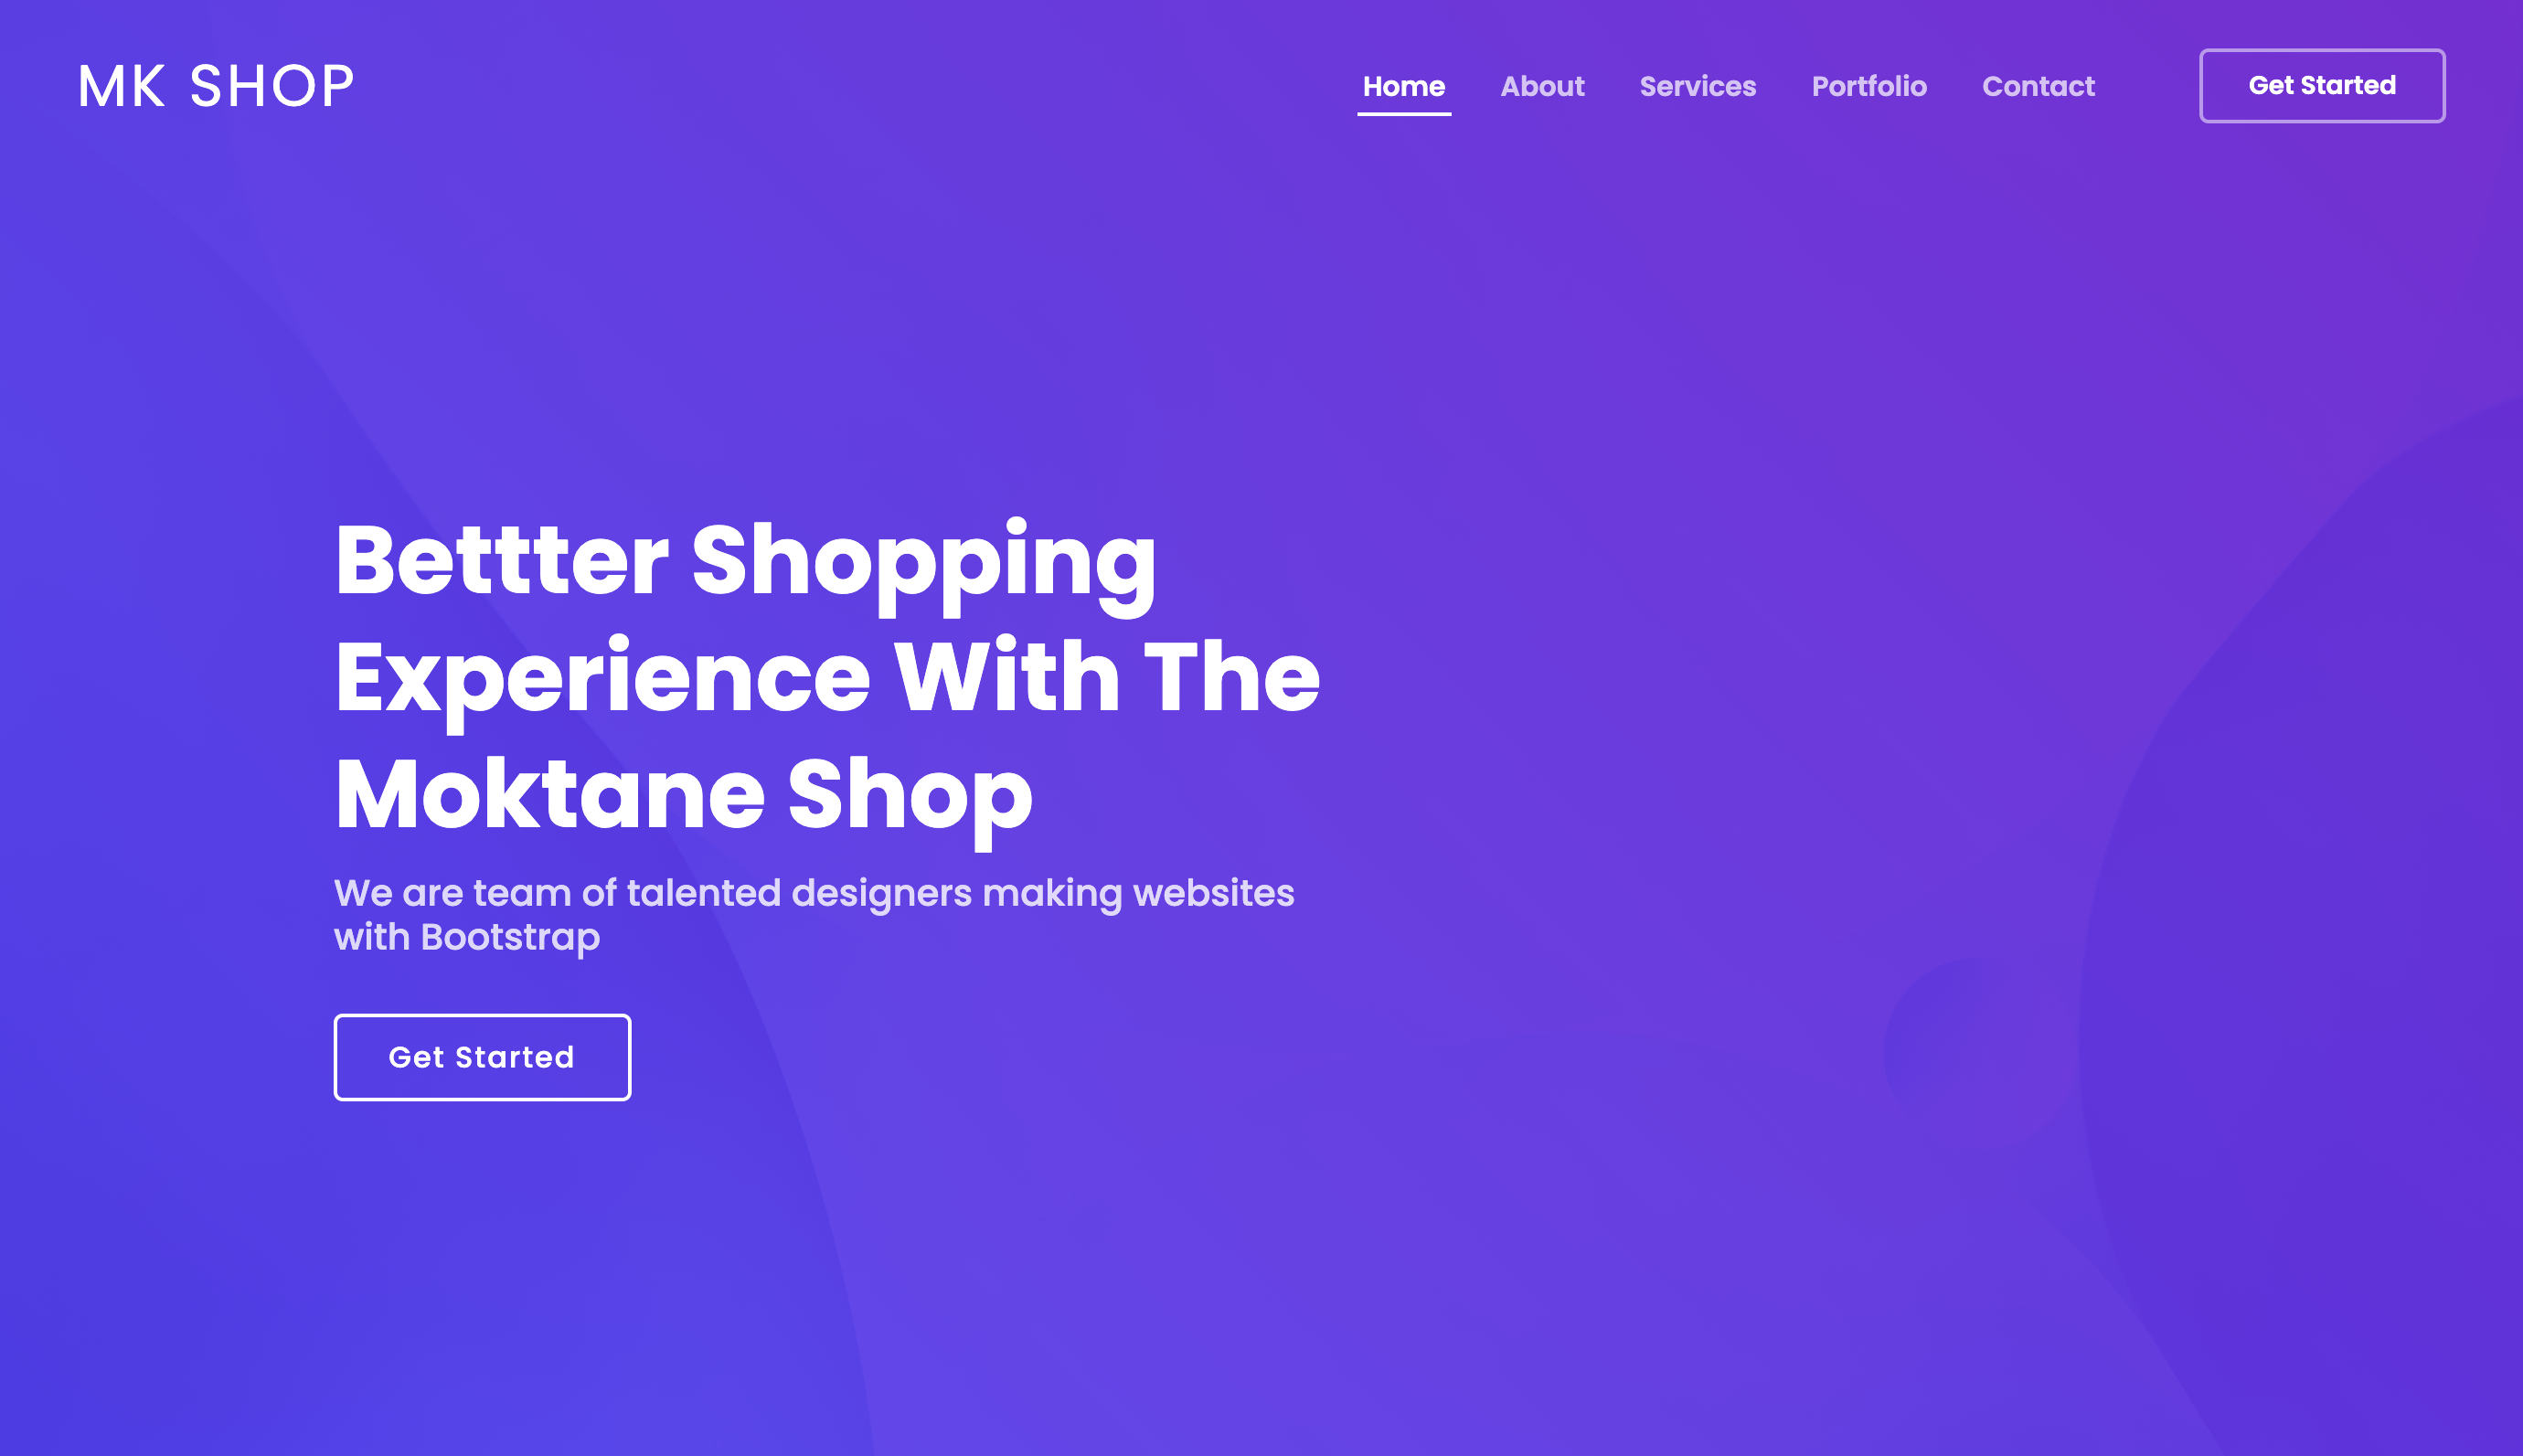 MK SHOP
Home About Services Portfolio Contact Get Started
Bettter Shopping
Experience With The
Moktane Shop
We are team of talented designers making websites
with Bootstrap
Get Started